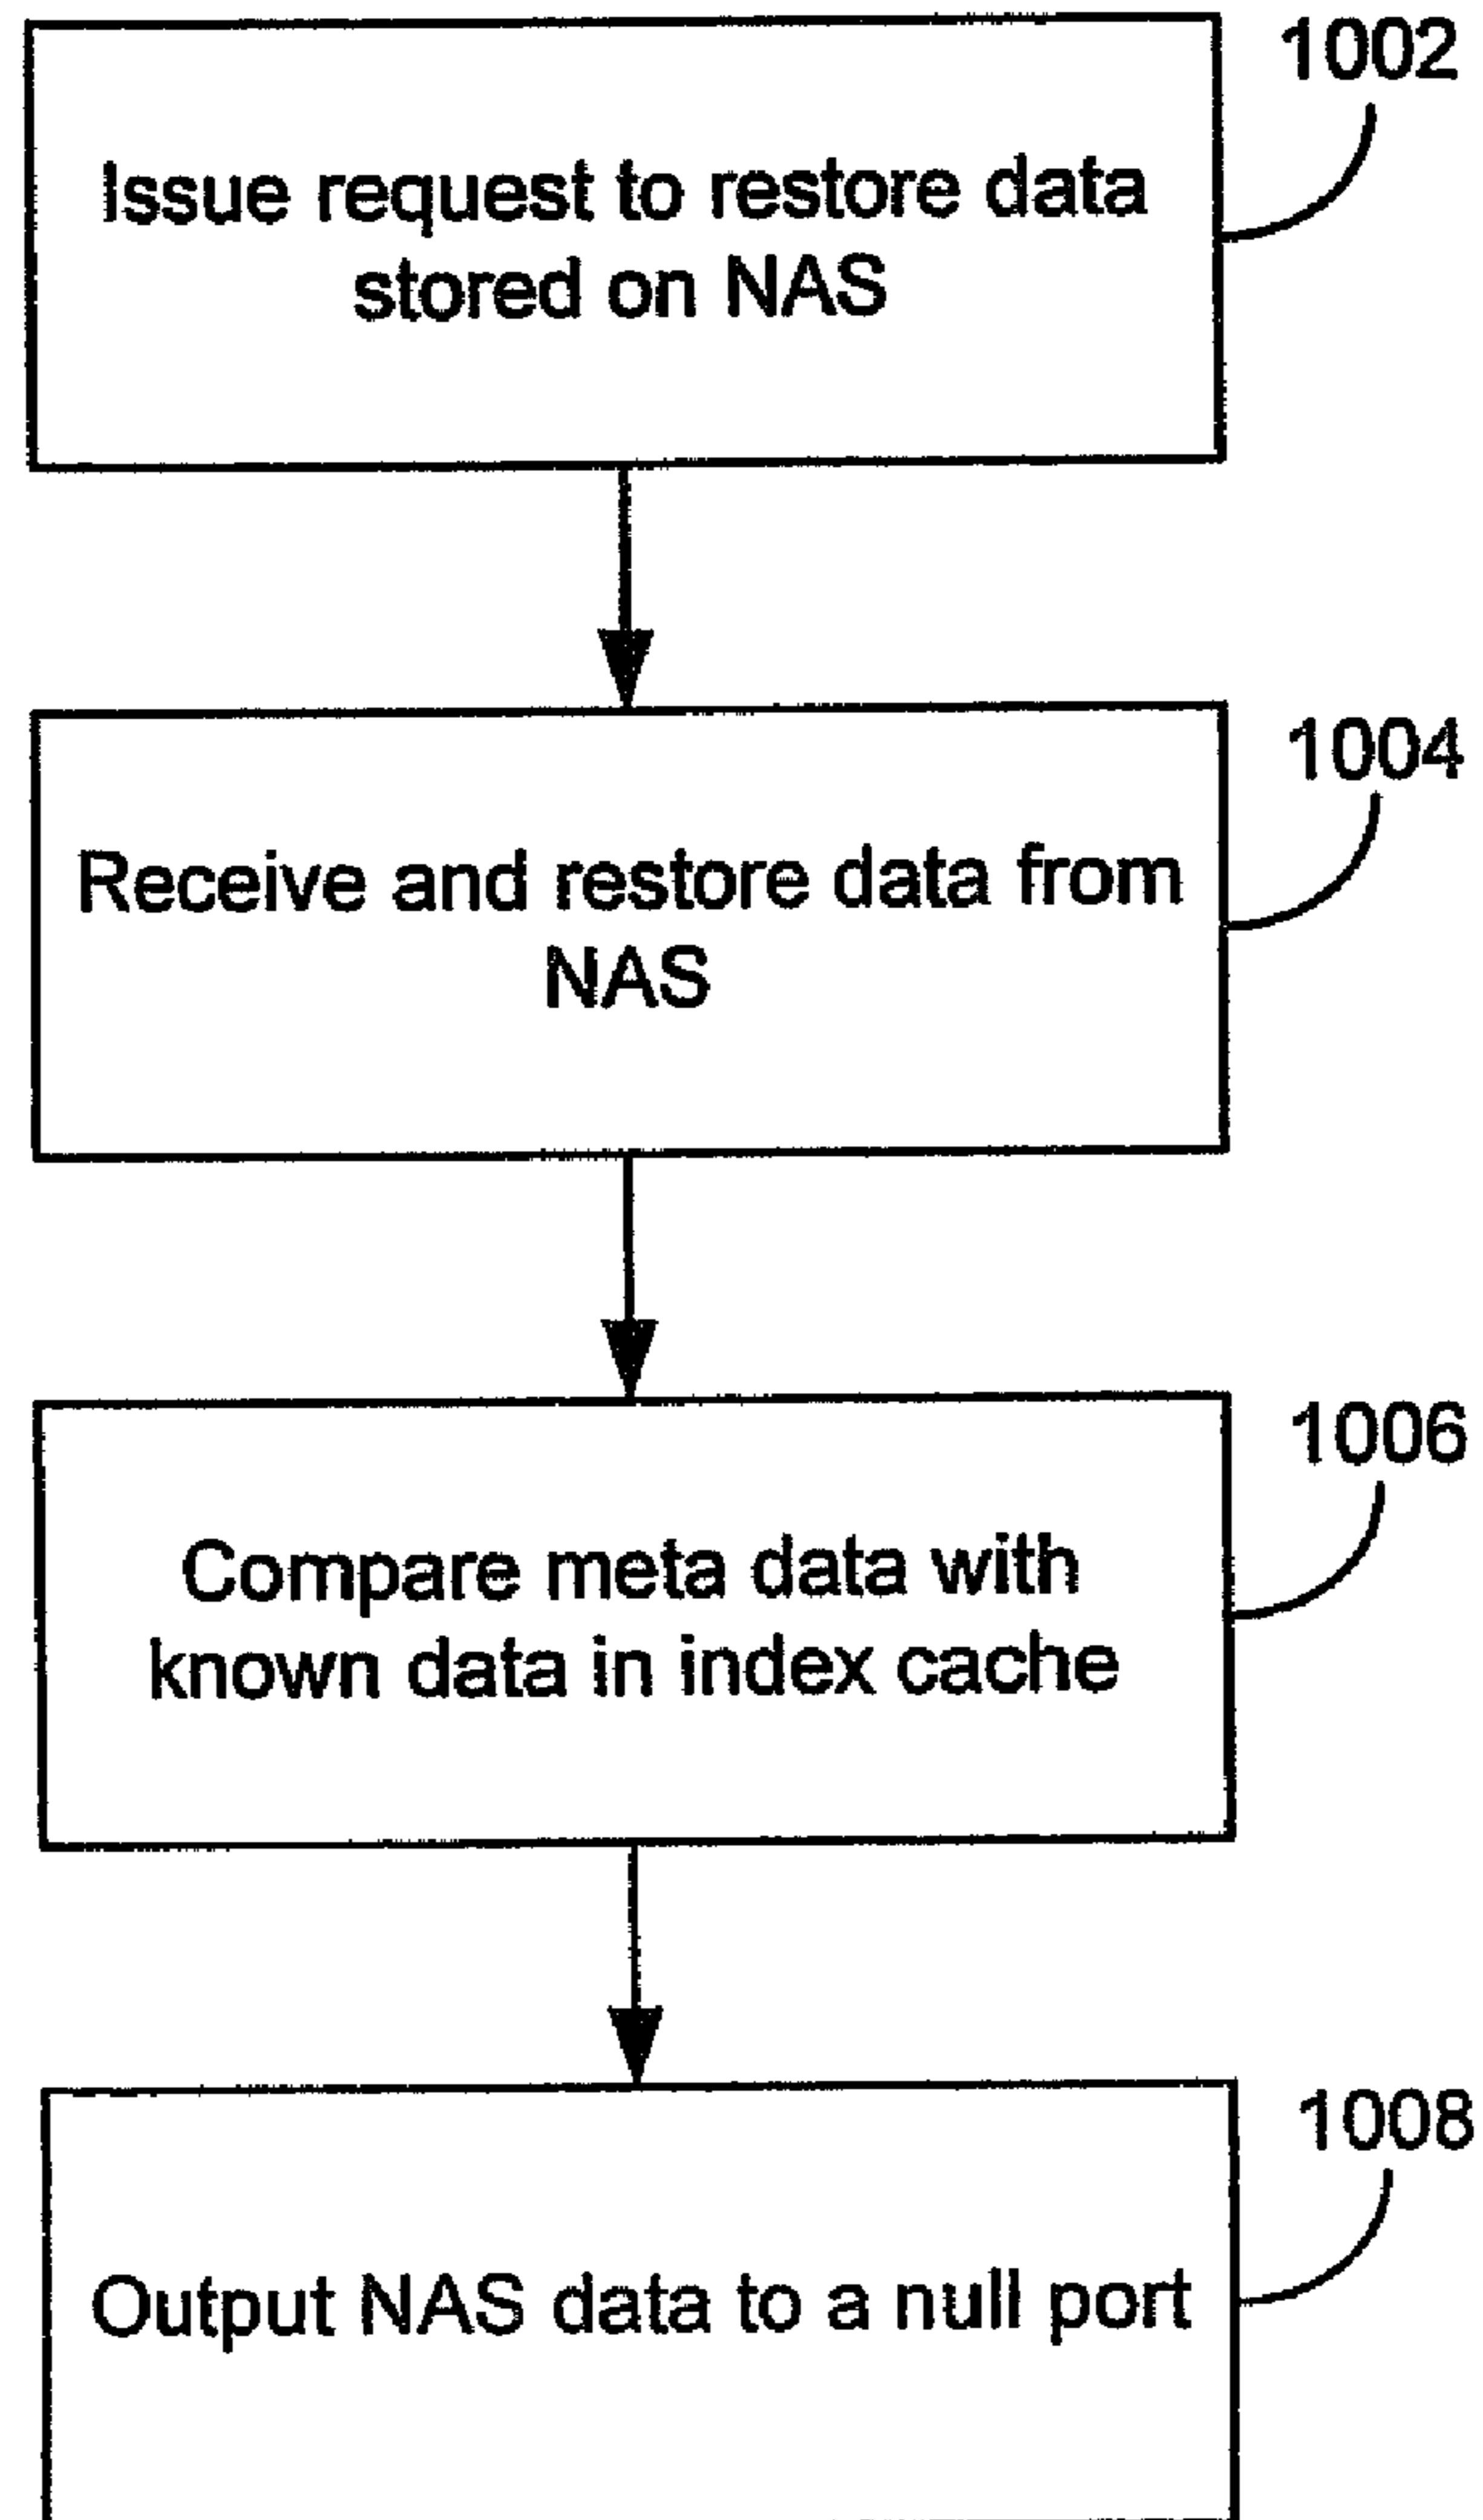 1002
Issue request to restore data
stored on NAS
1004
Receive and restore data from
NAS
1006
Compare meta data with
known data in index cache
1008
Output NAS data to a null port